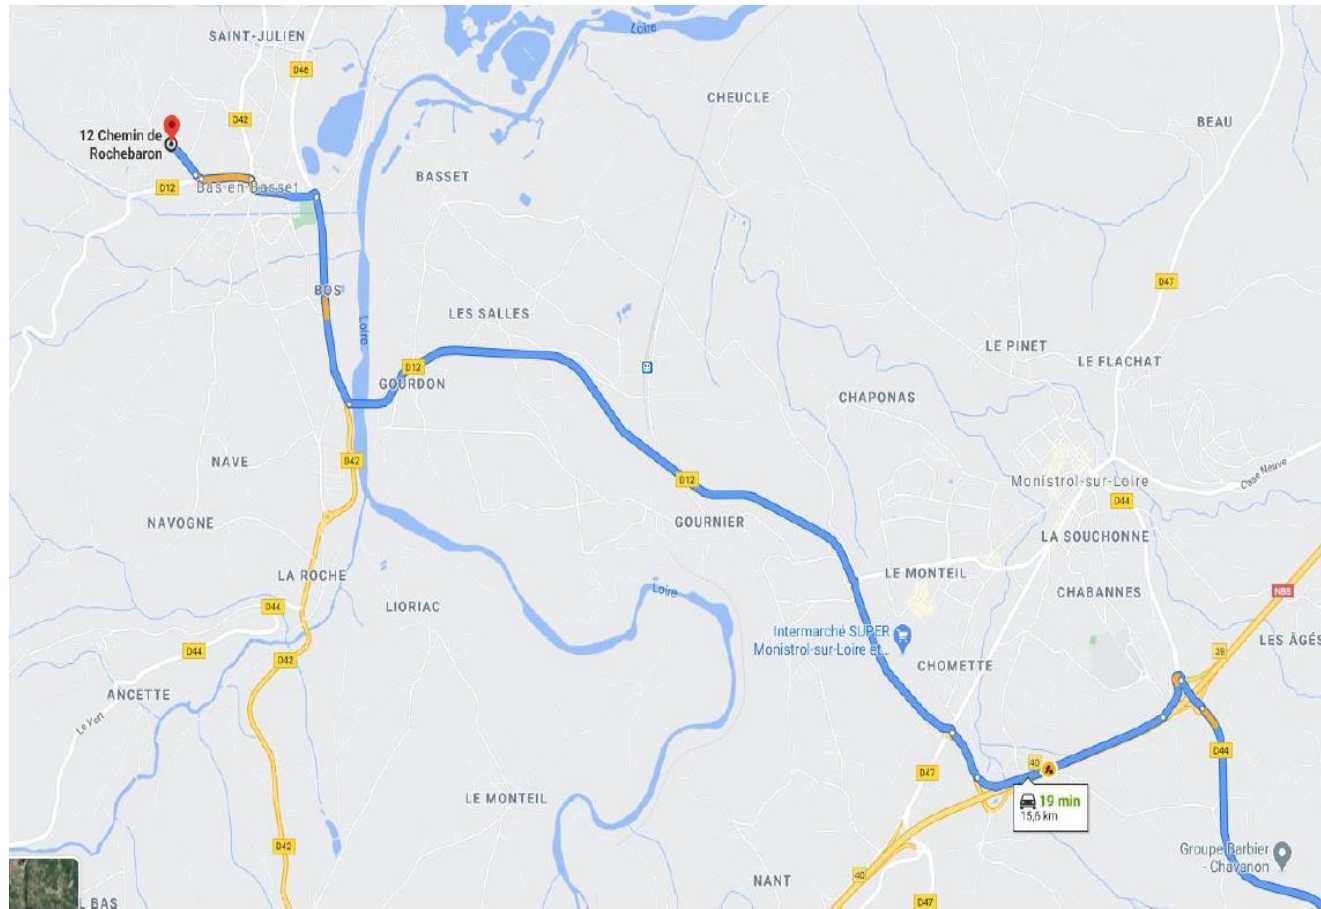 Loire
SAINT-JULIEN
D46
CHEUCLE
D42
BEAU
12 Chemin de
Rochebaron
BASSET
D12
Bas-en-Basset
D47
BOS
Loire
LES SALLES
LE PINET
LE FLACHAT
D12
GOURDON
CHAPONAS
NAVE
D42
D12
Monistrol-sur-Loire
Case Neuve
D44
NAVOGNE
GOURNIER
LA SOUCHONNE
LA ROCHE
LE MONTEIL
CHABANNES
N88
D44
LIORIAC
Loire
Intermarché SUPER
Monistrol-sur-Loire et...
LES ÂGÉS
D44
D42
39
CHOMETTE
ANCETTE
Le Vert
D44
40
D47
LE MONTEIL
19 min
15,6 km
D42
Groupe Barbier
- Chavanon
40
NANT
L BAS
D47